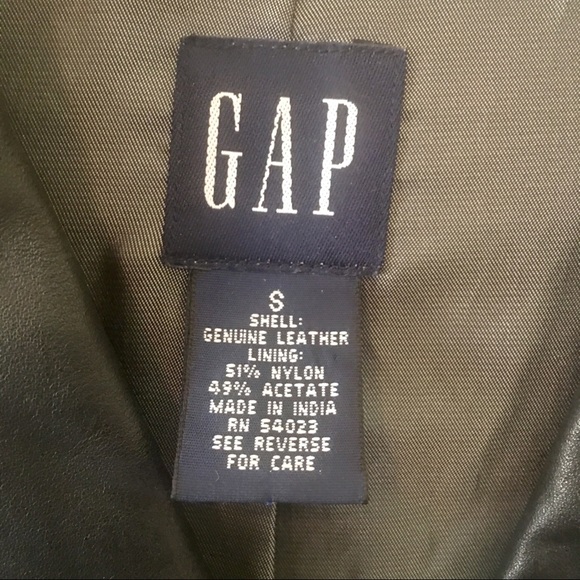 GAP
S
SHELL:
GENUINE LEATHER
LINING:
51% NYLON
49% ACETATE
MADE IN INDIA
RN 54023
SEE REVERSE
FOR CARE